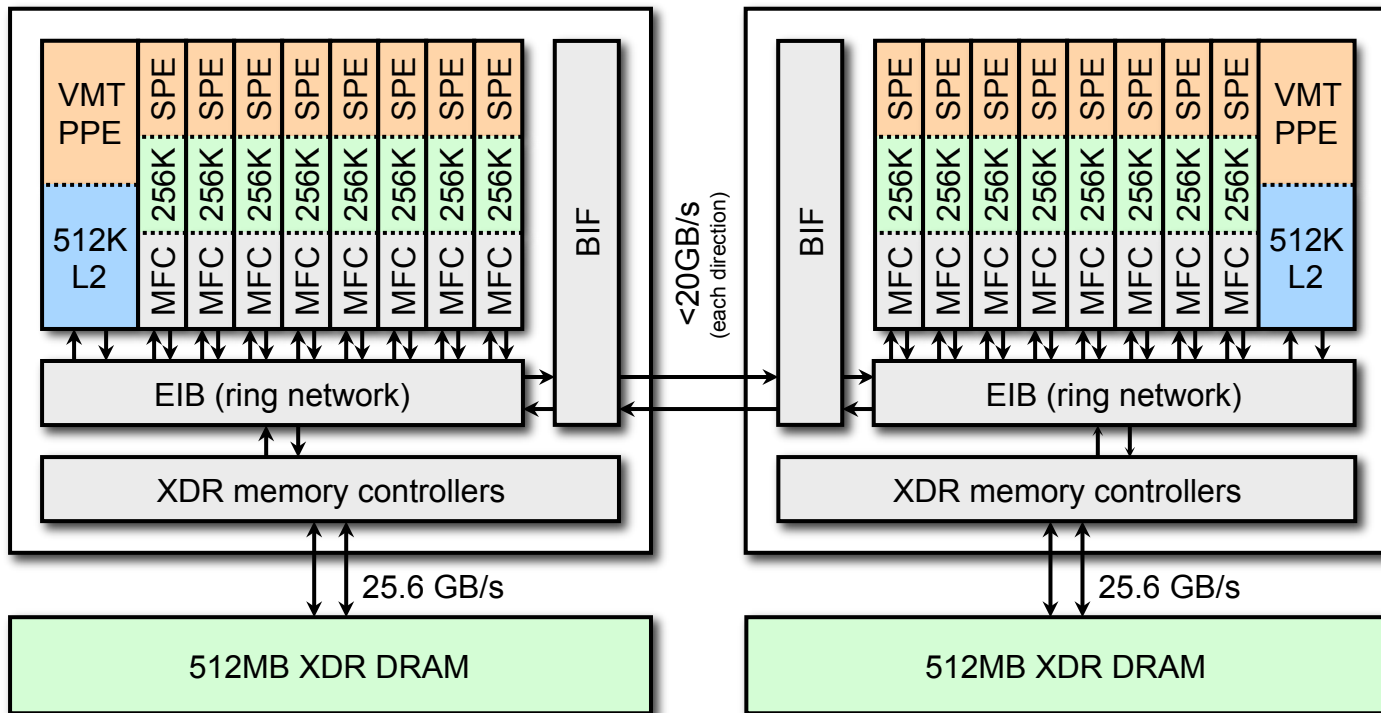 VMT
PPE
512K
L2
SPE
SPE
SPE
SPE
SPE
SPE
SPE
SPE
256K
256K
256K
256K
256K
256K
256K
256K
MFC
MFC
MFC
MFC
MFC
MFC
MFC
MFC
BIF
EIB (ring network)
XDR memory controllers
25.6 GB/s
512MB XDR DRAM
<20GB/s
(each direction)
BIF
SPE
SPE
SPE
SPE
SPE
SPE
SPE
SPE
256K
256K
256K
256K
256K
256K
256K
256K
MFC
MFC
MFC
MFC
MFC
MFC
MFC
MFC
VMT
PPE
512K
L2
EIB (ring network)
XDR memory controllers
25.6 GB/s
512MB XDR DRAM